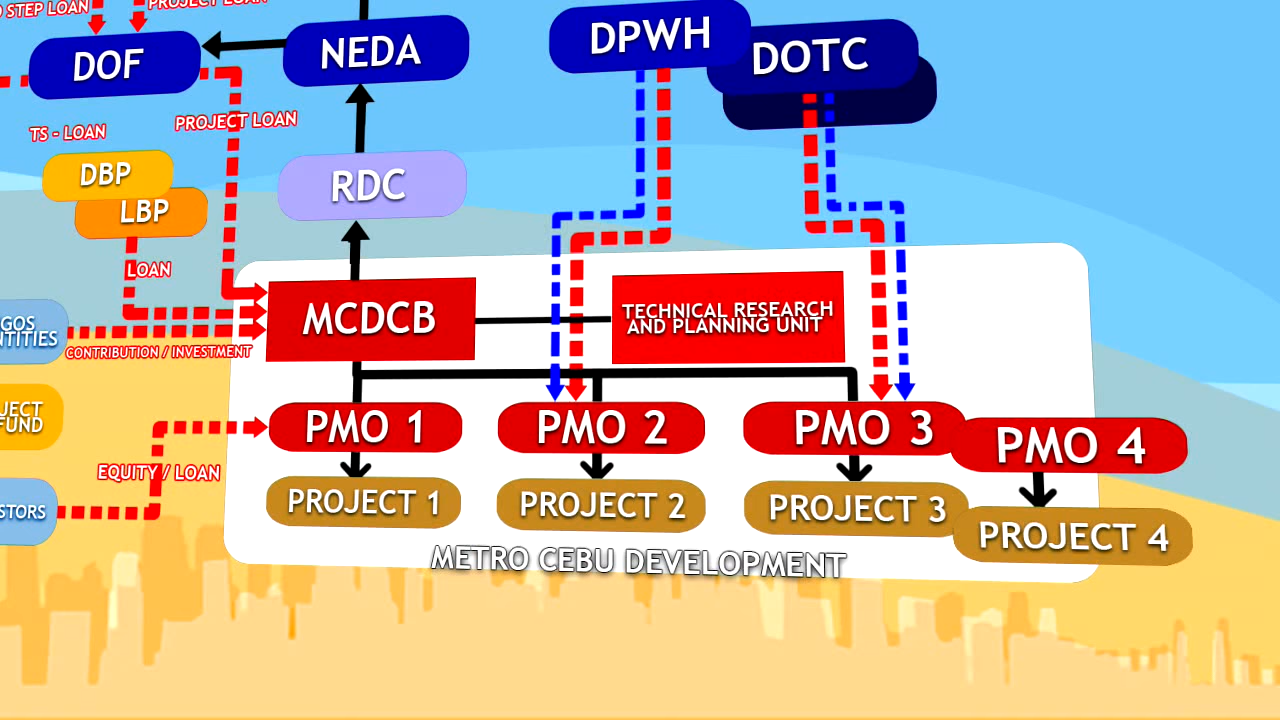 STEP LOAN
PROJECT LOAN
DOF
NEDA
DPWH
DOTC
TS - LOAN
PROJECT LOAN
DBP
LBP
RDC
LOAN
MCDCB
TECHNICAL RESEARCH
AND PLANNING UNIT
GOS
NTITIES
CONTRIBUTION / INVESTMENT
JECT
FUND
PMO 1
PMO 2
PMO 3
PMO 4
EQUITY / LOAN
PROJECT 1
PROJECT 2
PROJECT 3
PROJECT 4
STORS
METRO CEBU DEVELOPMENT